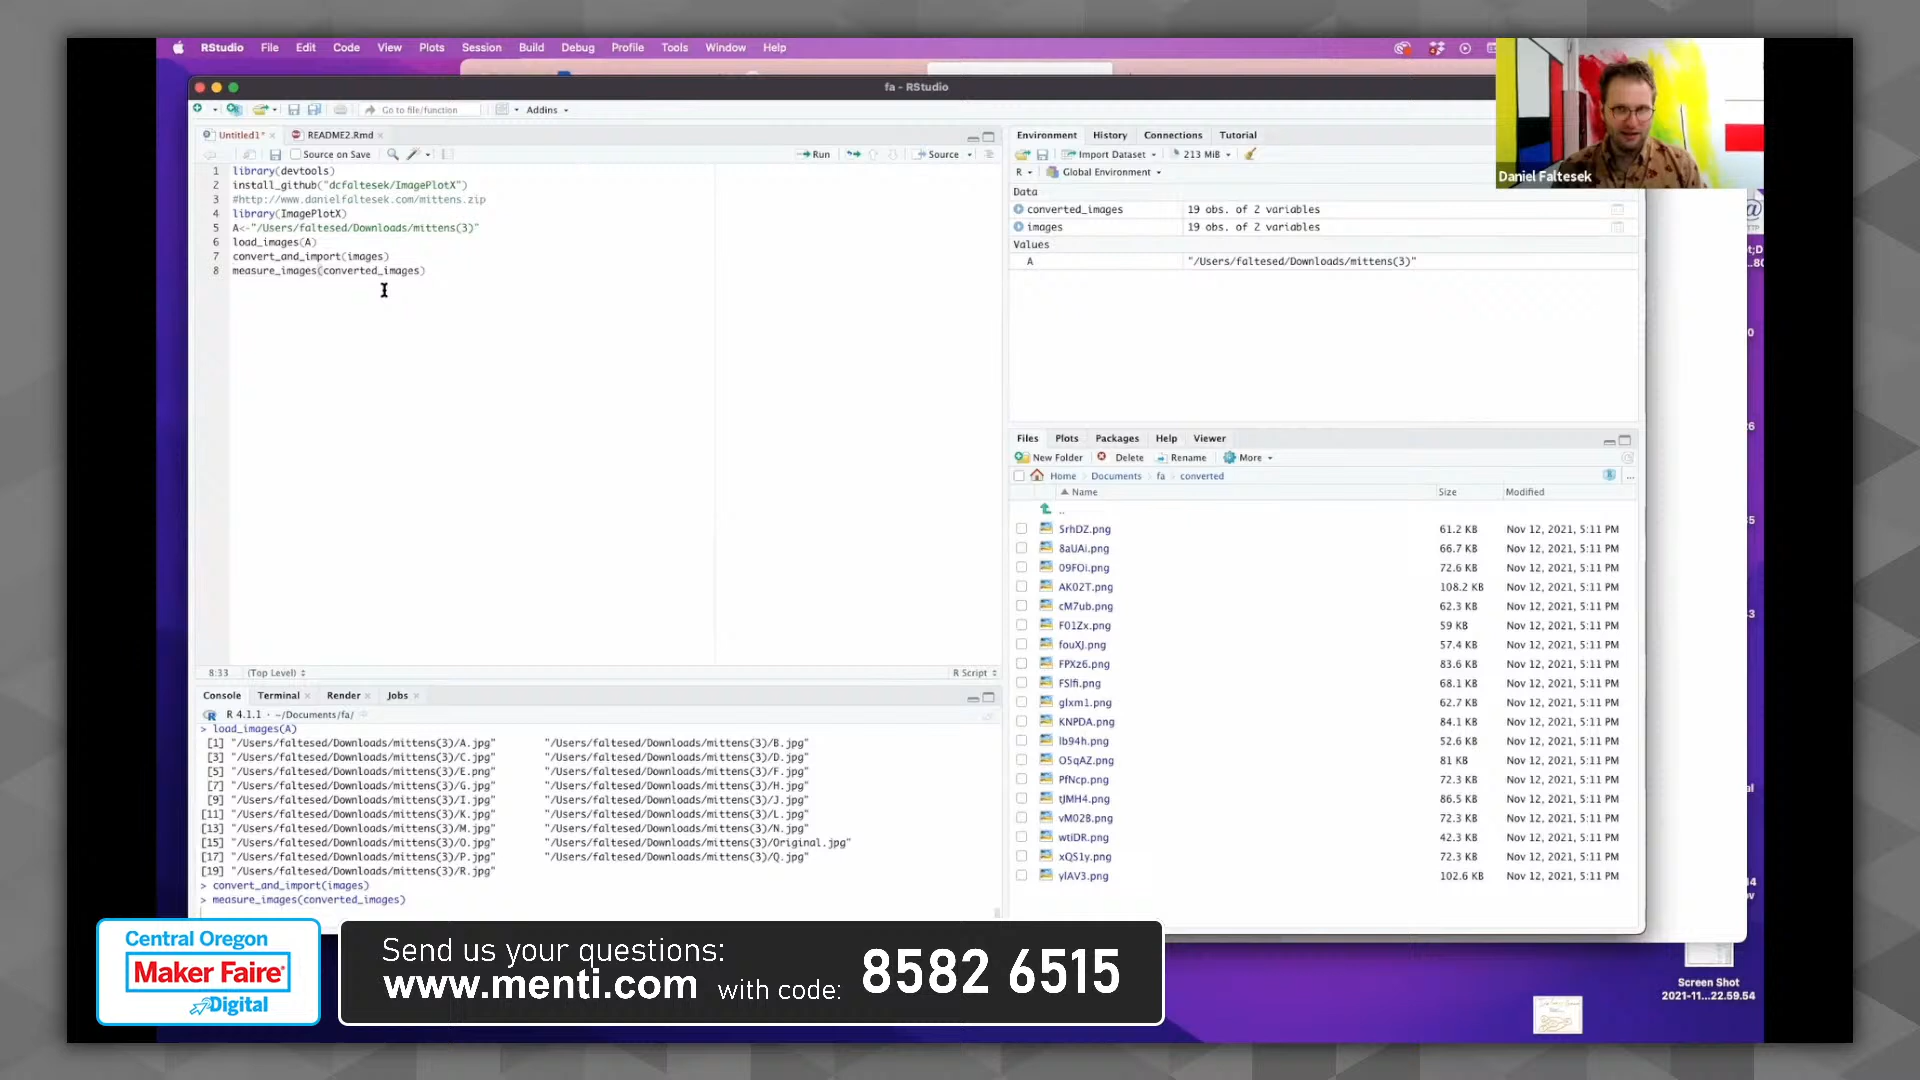 RStudio File Edit Code View Plots Session Build Debug Profile Tools Window Help
fa - RStudio
Go to file/function Addins
Untitled1* README2.Rmd
Source on Save Run Source
1 library(devtools)
2 install_github("dcfaltesek/ImagePlotX")
3 #http://www.danielfaltesek.com/mittens.zip
4 library(ImagePlotX)
5 A<-"/Users/faltesed/Downloads/mittens(3)"
6 load_images(A)
7 convert_and_import(images)
8 measure_images(converted_images)
8:33 (Top Level) R Script
Console Terminal Render Jobs
R 4.1.1 · ~/Documents/fa/
> load_images(A)
[1] "/Users/faltesed/Downloads/mittens(3)/A.jpg" "/Users/faltesed/Downloads/mittens(3)/B.jpg"
[3] "/Users/faltesed/Downloads/mittens(3)/C.jpg" "/Users/faltesed/Downloads/mittens(3)/D.jpg"
[5] "/Users/faltesed/Downloads/mittens(3)/E.png" "/Users/faltesed/Downloads/mittens(3)/F.jpg"
[7] "/Users/faltesed/Downloads/mittens(3)/G.jpg" "/Users/faltesed/Downloads/mittens(3)/H.jpg"
[9] "/Users/faltesed/Downloads/mittens(3)/I.jpg" "/Users/faltesed/Downloads/mittens(3)/J.jpg"
[11] "/Users/faltesed/Downloads/mittens(3)/K.jpg" "/Users/faltesed/Downloads/mittens(3)/L.jpg"
[13] "/Users/faltesed/Downloads/mittens(3)/M.jpg" "/Users/faltesed/Downloads/mittens(3)/N.jpg"
[15] "/Users/faltesed/Downloads/mittens(3)/O.jpg" "/Users/faltesed/Downloads/mittens(3)/Original.jpg"
[17] "/Users/faltesed/Downloads/mittens(3)/P.jpg" "/Users/faltesed/Downloads/mittens(3)/Q.jpg"
[19] "/Users/faltesed/Downloads/mittens(3)/R.jpg"
> convert_and_import(images)
> measure_images(converted_images)
Environment History Connections Tutorial
Import Dataset 213 MiB
R Global Environment
Data
converted_images 19 obs. of 2 variables
images 19 obs. of 2 variables
Values
A "/Users/faltesed/Downloads/mittens(3)"
Files Plots Packages Help Viewer
New Folder Delete Rename More
Home Documents fa converted
Name Size Modified
..
5rhDZ.png 61.2 KB Nov 12, 2021, 5:11 PM
8aUAi.png 66.7 KB Nov 12, 2021, 5:11 PM
09FOi.png 72.6 KB Nov 12, 2021, 5:11 PM
AK02T.png 108.2 KB Nov 12, 2021, 5:11 PM
cM7ub.png 62.3 KB Nov 12, 2021, 5:11 PM
F01Zx.png 59 KB Nov 12, 2021, 5:11 PM
fouXJ.png 57.4 KB Nov 12, 2021, 5:11 PM
FPXz6.png 83.6 KB Nov 12, 2021, 5:11 PM
FSlfi.png 68.1 KB Nov 12, 2021, 5:11 PM
glxm1.png 62.7 KB Nov 12, 2021, 5:11 PM
KNPDA.png 84.1 KB Nov 12, 2021, 5:11 PM
lb94h.png 52.6 KB Nov 12, 2021, 5:11 PM
O5qAZ.png 81 KB Nov 12, 2021, 5:11 PM
PfNcp.png 72.3 KB Nov 12, 2021, 5:11 PM
tJMH4.png 86.5 KB Nov 12, 2021, 5:11 PM
vM02B.png 72.3 KB Nov 12, 2021, 5:11 PM
wtiDR.png 42.3 KB Nov 12, 2021, 5:11 PM
xQS1y.png 72.3 KB Nov 12, 2021, 5:11 PM
ylAV3.png 102.6 KB Nov 12, 2021, 5:11 PM
Daniel Faltesek
Screen Shot
2021-11...22.59.54
Central Oregon
Maker Faire
Digital
Send us your questions:
www.menti.com with code: 8582 6515